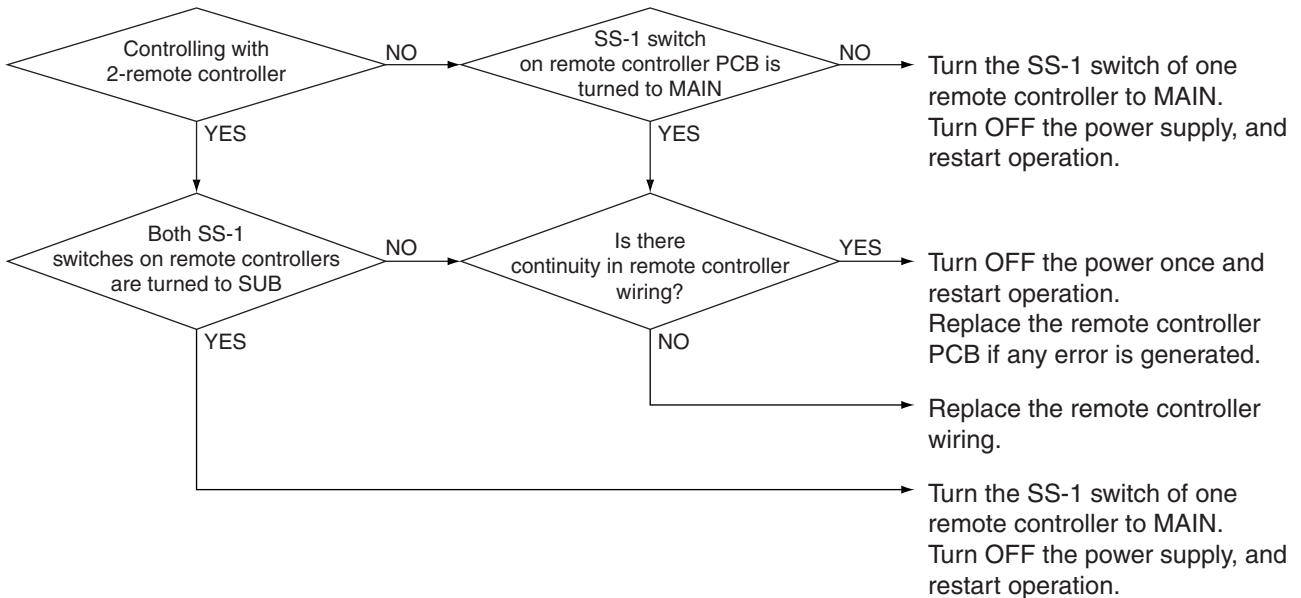 Controlling with
2-remote controller
NO
SS-1 switch
on remote controller PCB is
turned to MAIN
NO
Turn the SS-1 switch of one
remote controller to MAIN.
Turn OFF the power supply, and
restart operation.
YES
YES
Both SS-1
switches on remote controllers
are turned to SUB
NO
Is there
continuity in remote controller
wiring?
YES
Turn OFF the power once and
restart operation.
Replace the remote controller
PCB if any error is generated.
YES
NO
Replace the remote controller
wiring.
Turn the SS-1 switch of one
remote controller to MAIN.
Turn OFF the power supply, and
restart operation.